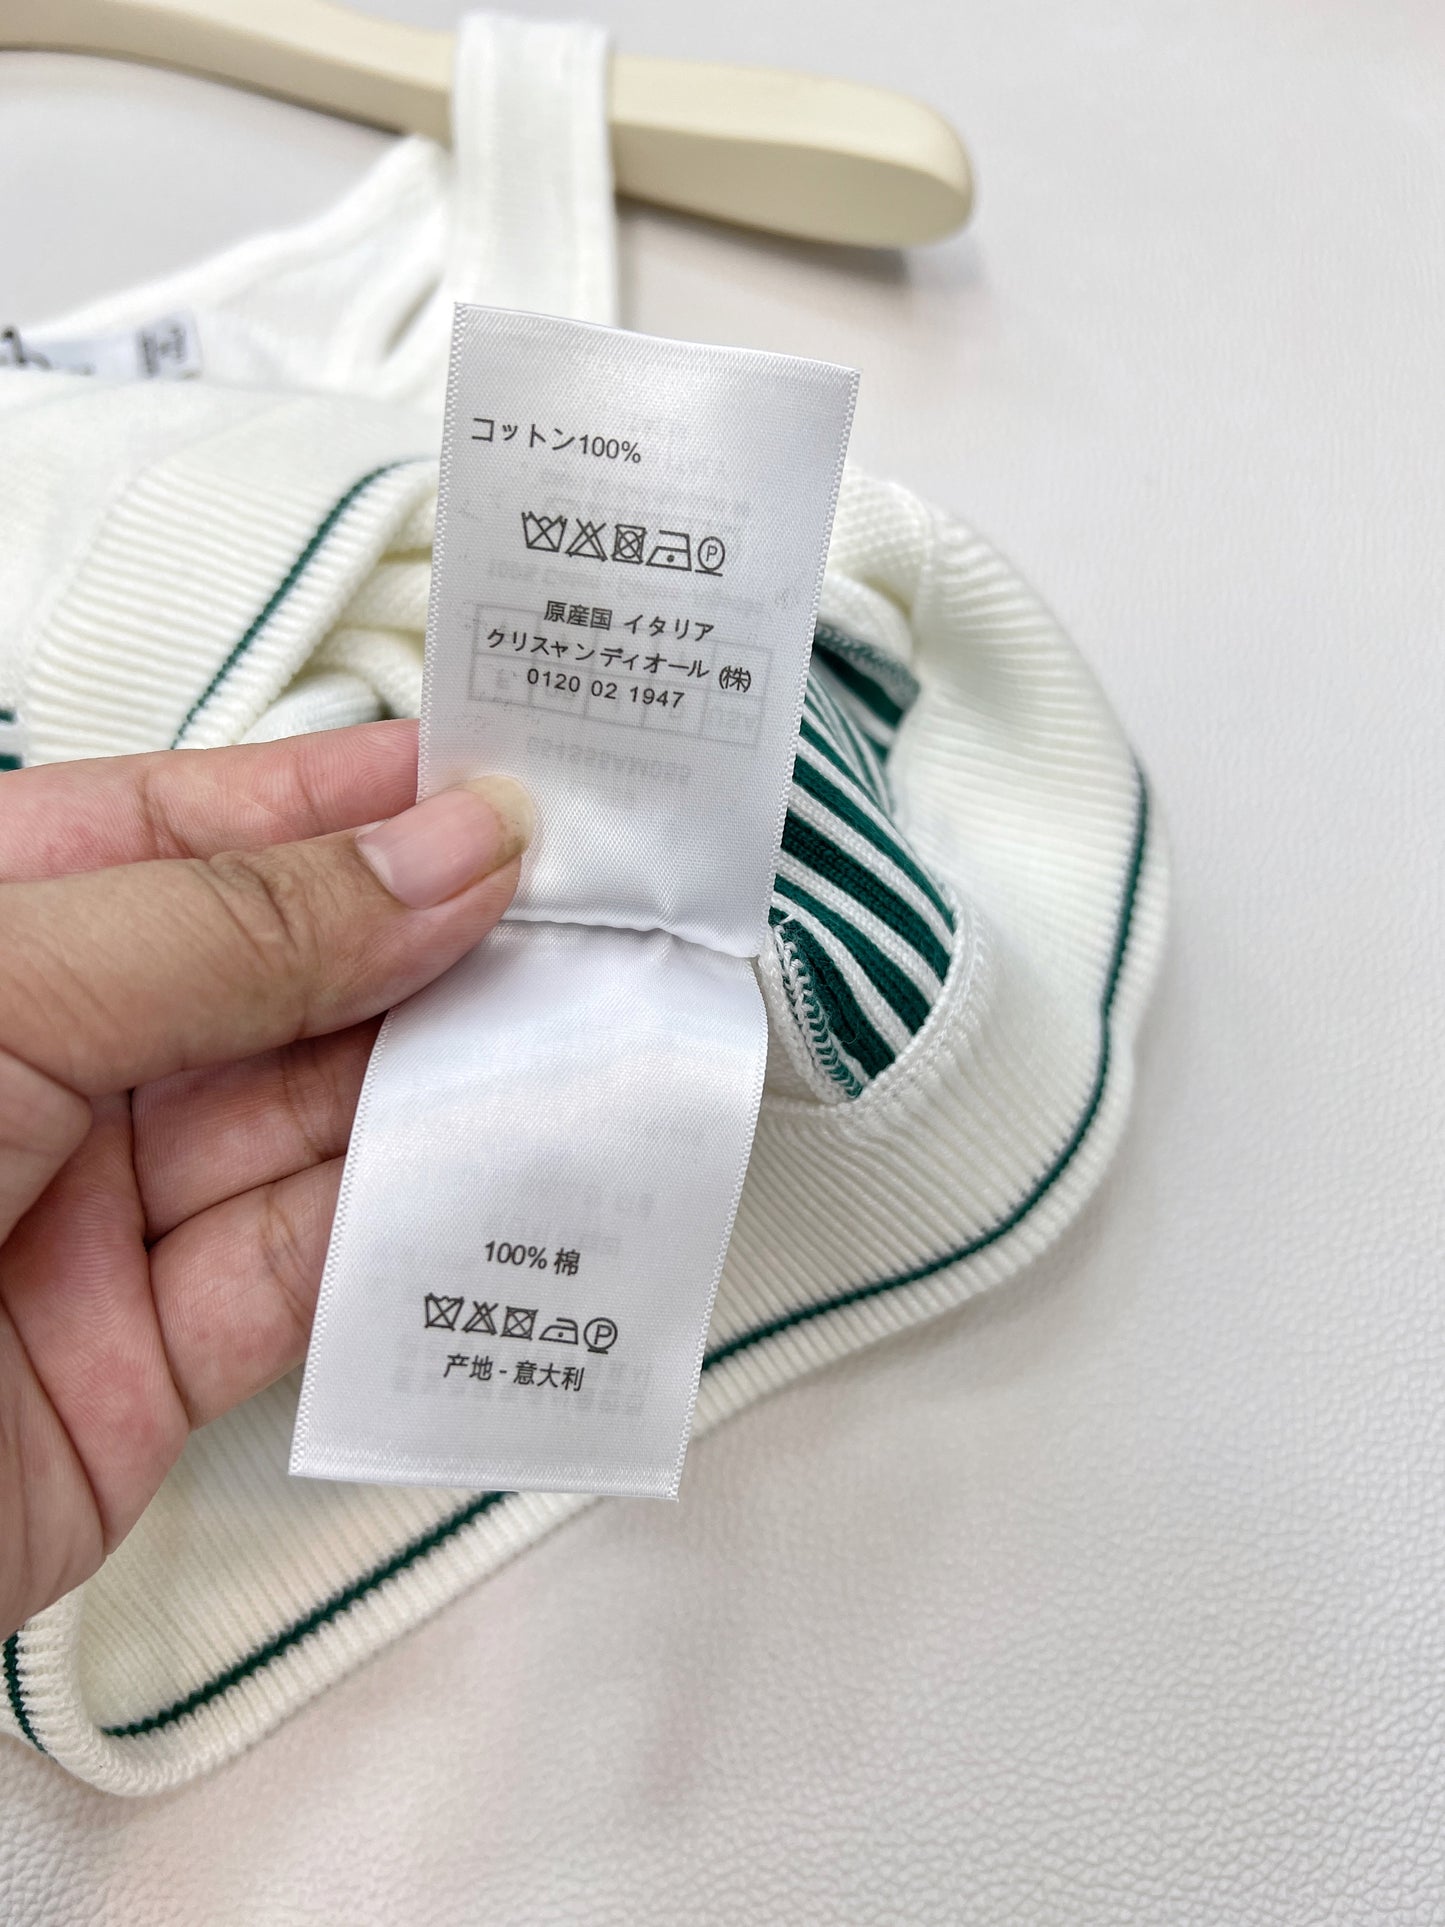 コットン100%
P
原産国 イタリア
クリスャンディオール ㈱
0120 02 1947
100% 棉
P
产地 - 意大利